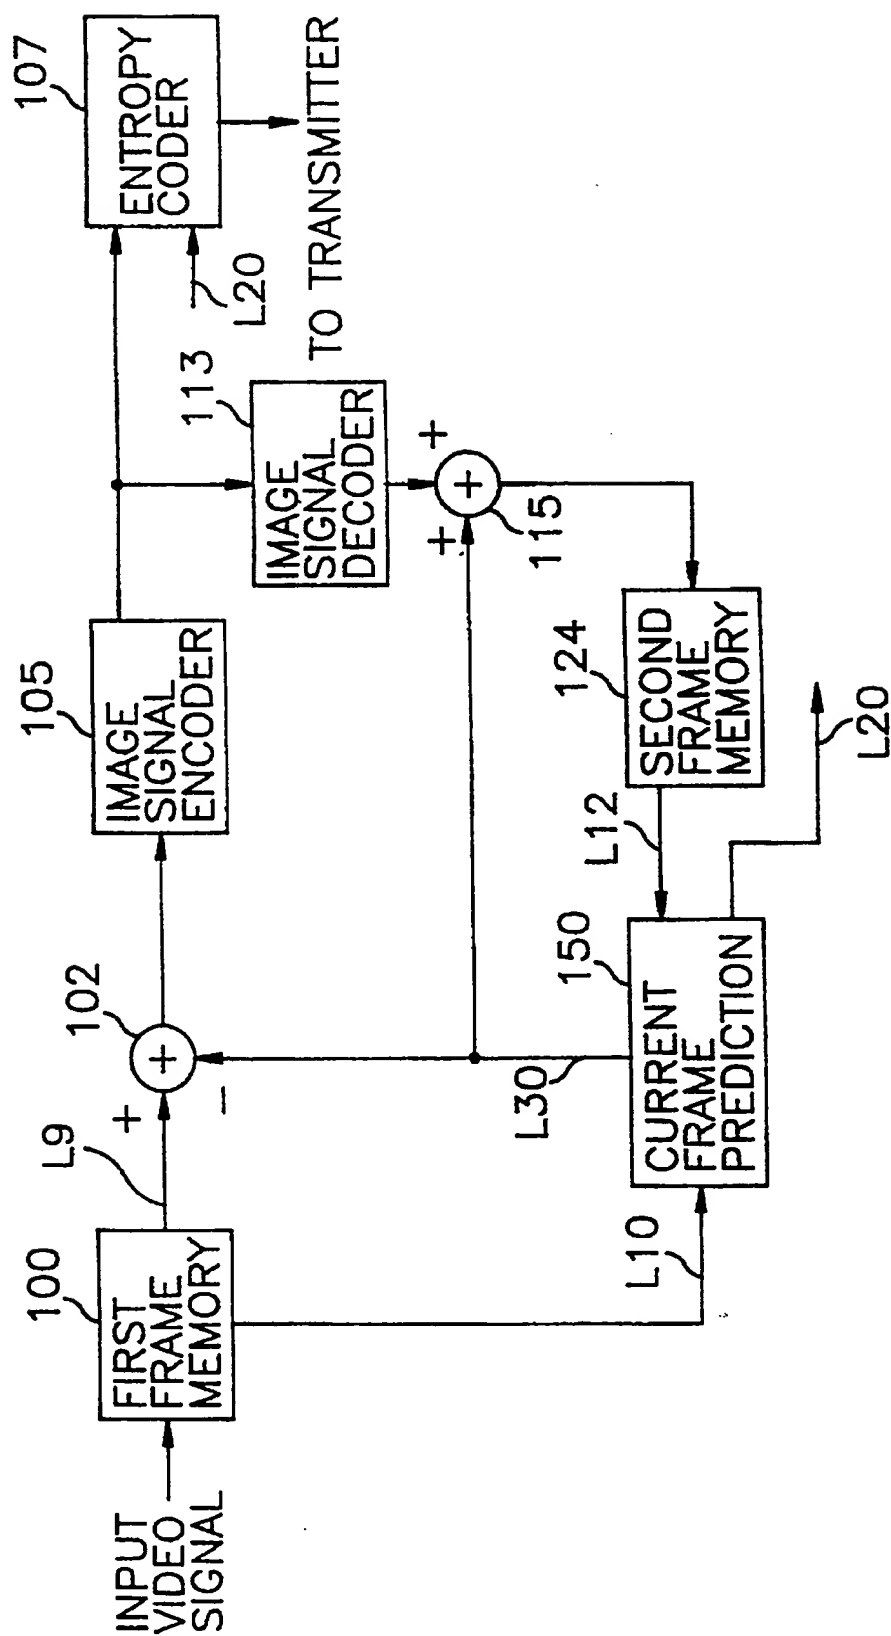 INPUT
VIDEO
SIGNAL
100
FIRST
FRAME
MEMORY
L9
+
-
102
+
105
IMAGE
SIGNAL
ENCODER
107
ENTROPY
CODER
L20
TO TRANSMITTER
113
IMAGE
SIGNAL
DECODER
+
+
+
115
L10
L30
150
CURRENT
FRAME
PREDICTION
L12
124
SECOND
FRAME
MEMORY
L20